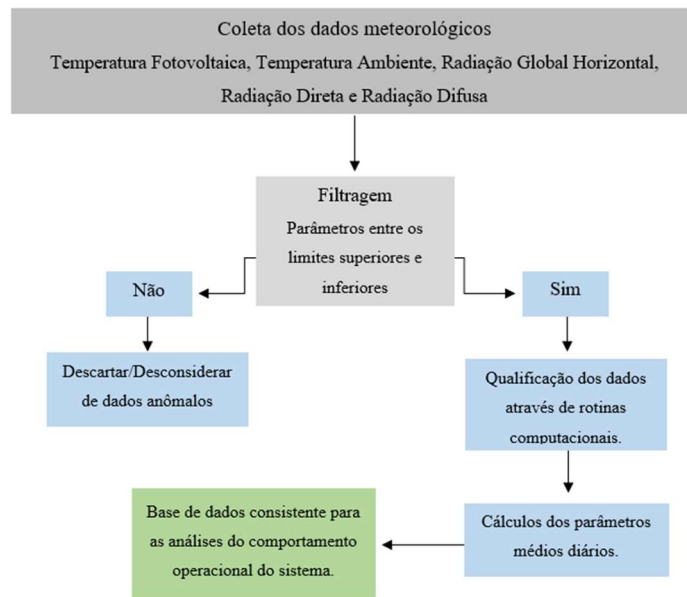 Coleta dos dados meteorológicos
Temperatura Fotovoltaica, Temperatura Ambiente, Radiação Global Horizontal,
Radiação Direta e Radiação Difusa
Filtragem
Parâmetros entre os
limites superiores e
inferiores
Não
Sim
Descartar/Desconsiderar
de dados anômalos
Qualificação dos dados
através de rotinas
computacionais.
Base de dados consistente para
as análises do comportamento
operacional do sistema.
Cálculos dos parâmetros
médios diários.